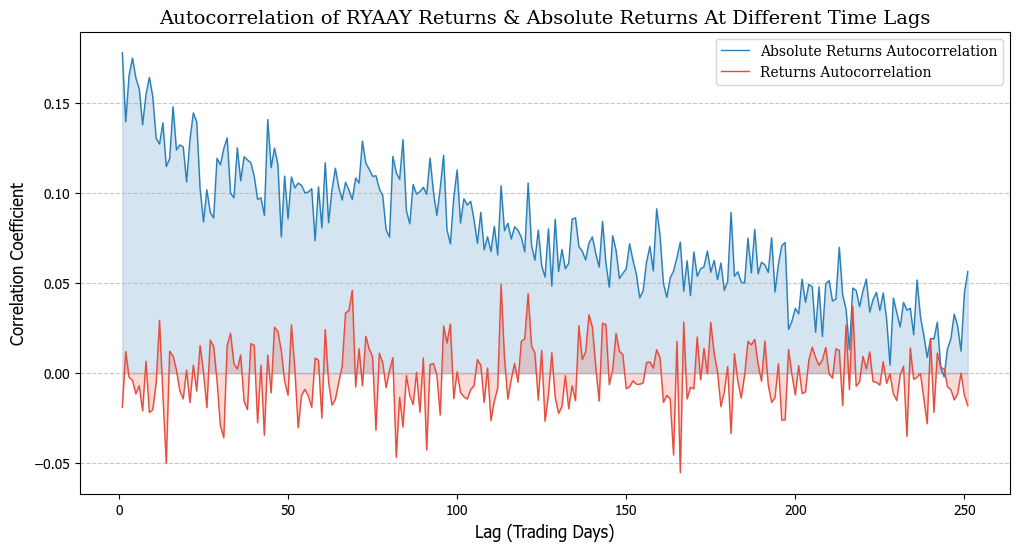 Autocorrelation of RYAAY Returns & Absolute Returns At Different Time Lags
Absolute Returns Autocorrelation
Returns Autocorrelation
0.15
0.10
0.05
0.00
−0.05
Correlation Coefficient
0
50
100
150
200
250
Lag (Trading Days)